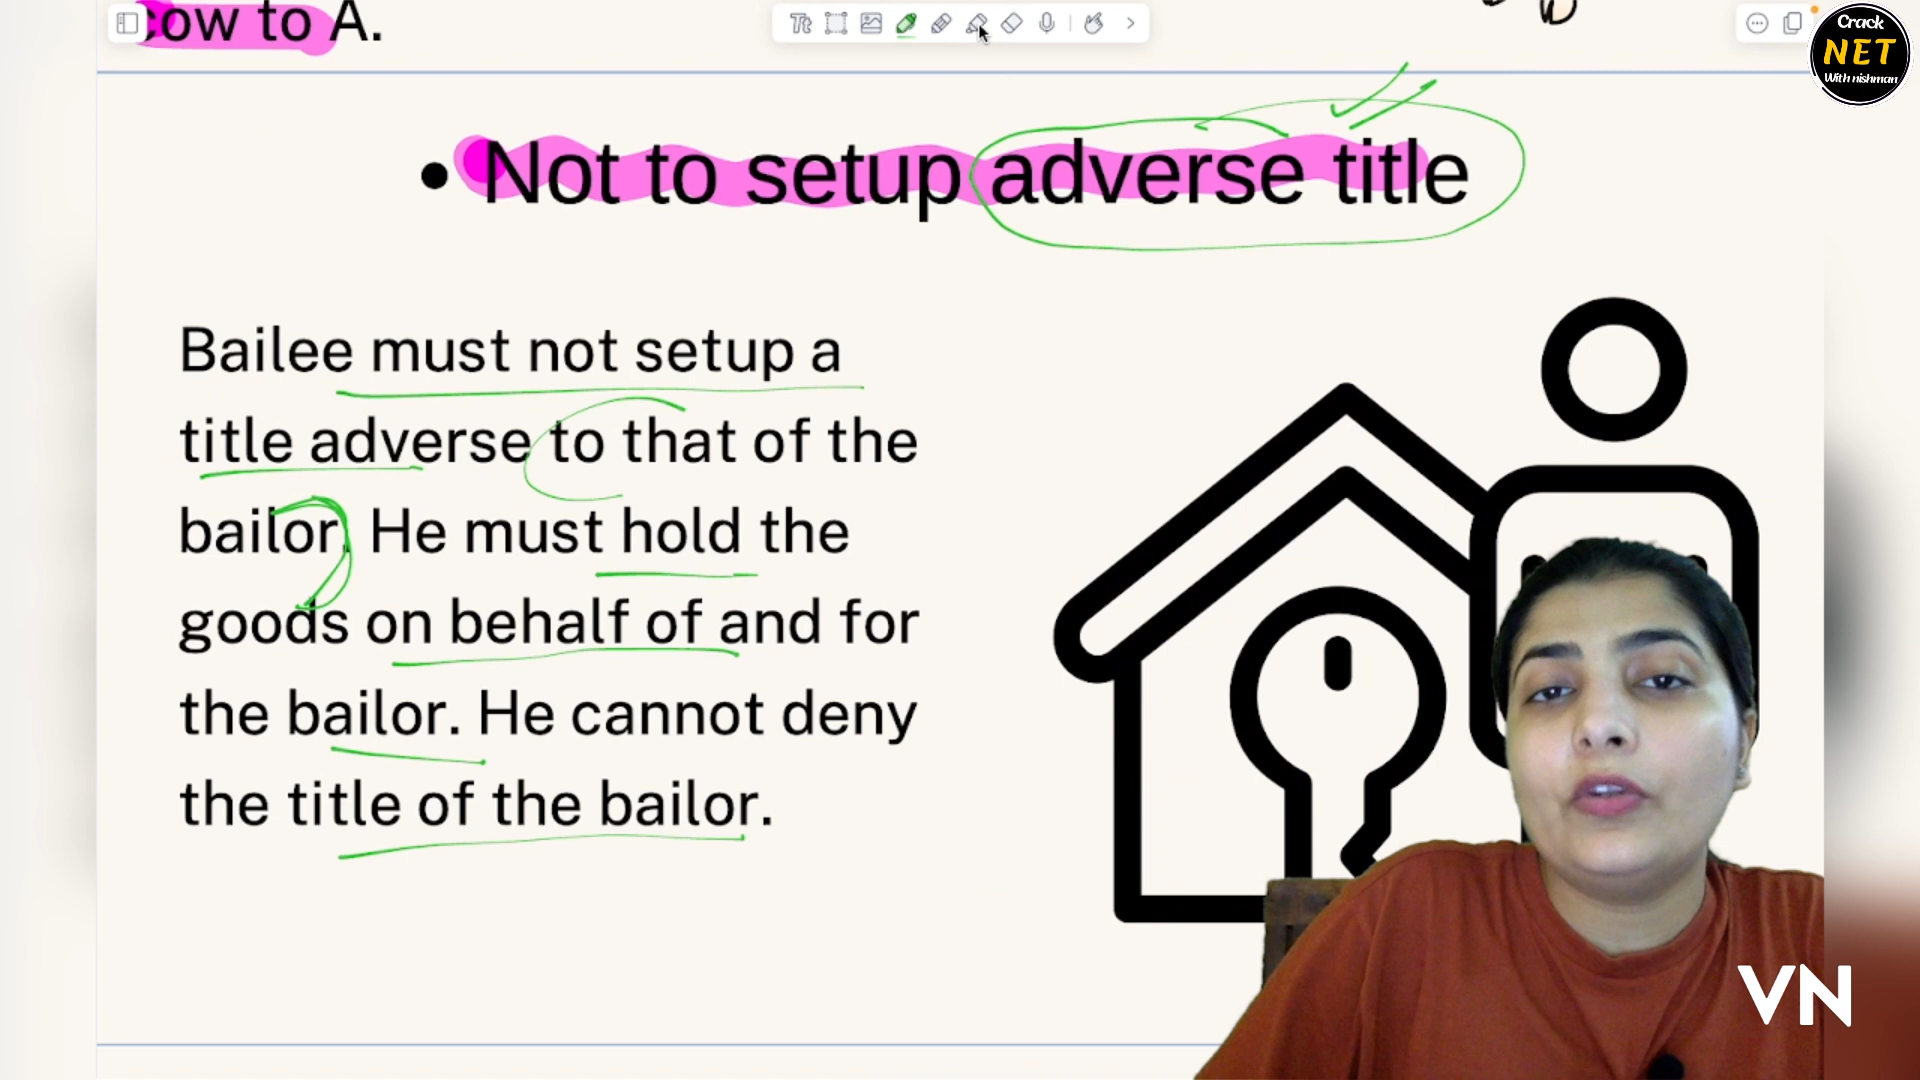 cow to A.
Tt
Crack
NET
With nishman
• Not to setup adverse title
Bailee must not setup a
title adverse to that of the
bailor. He must hold the
goods on behalf of and for
the bailor. He cannot deny
the title of the bailor.
VN